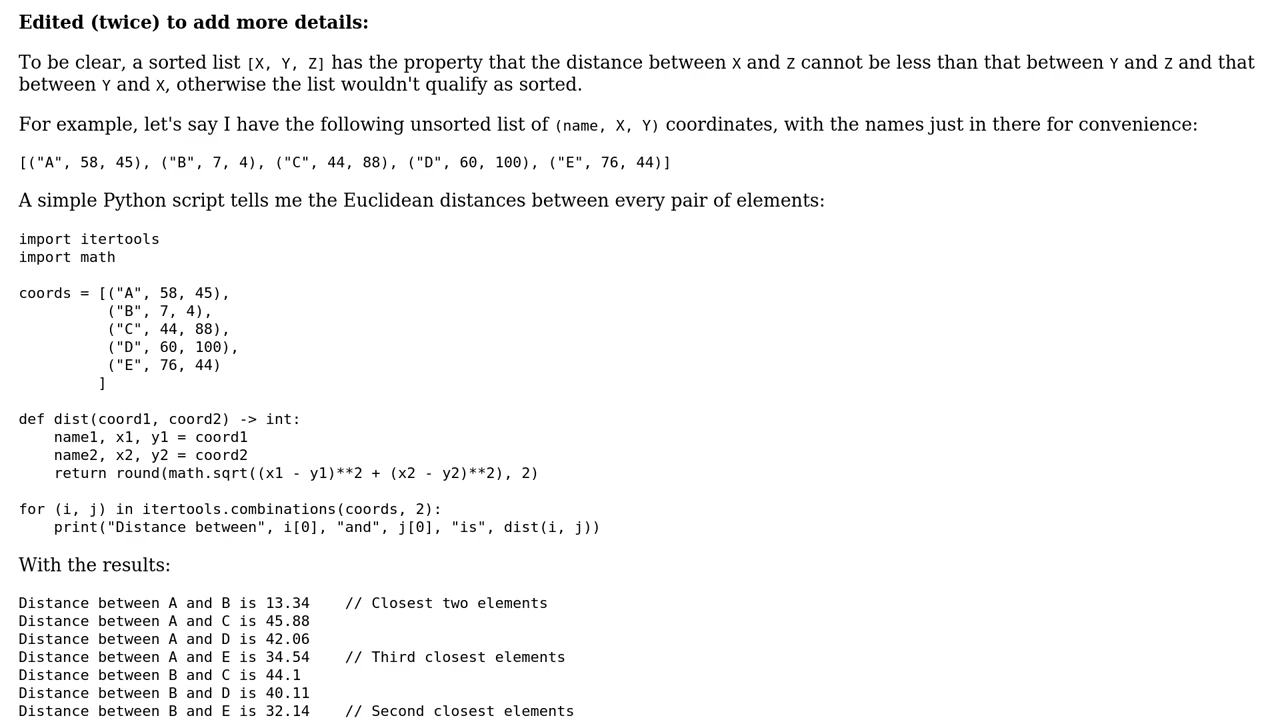 Edited (twice) to add more details:
To be clear, a sorted list [X, Y, Z] has the property that the distance between X and Z cannot be less than that between Y and Z and that
between Y and X, otherwise the list wouldn't qualify as sorted.
For example, let's say I have the following unsorted list of (name, X, Y) coordinates, with the names just in there for convenience:
[("A", 58, 45), ("B", 7, 4), ("C", 44, 88), ("D", 60, 100), ("E", 76, 44)]
A simple Python script tells me the Euclidean distances between every pair of elements:
import itertools
import math
coords = [("A", 58, 45),
("B", 7, 4),
("C", 44, 88),
("D", 60, 100),
("E", 76, 44)
]
def dist(coord1, coord2) -> int:
name1, x1, y1 = coord1
name2, x2, y2 = coord2
return round(math.sqrt((x1 - y1)**2 + (x2 - y2)**2), 2)
for (i, j) in itertools.combinations(coords, 2):
print("Distance between", i[0], "and", j[0], "is", dist(i, j))
With the results:
Distance between A and B is 13.34    // Closest two elements
Distance between A and C is 45.88
Distance between A and D is 42.06
Distance between A and E is 34.54    // Third closest elements
Distance between B and C is 44.1
Distance between B and D is 40.11
Distance between B and E is 32.14    // Second closest elements